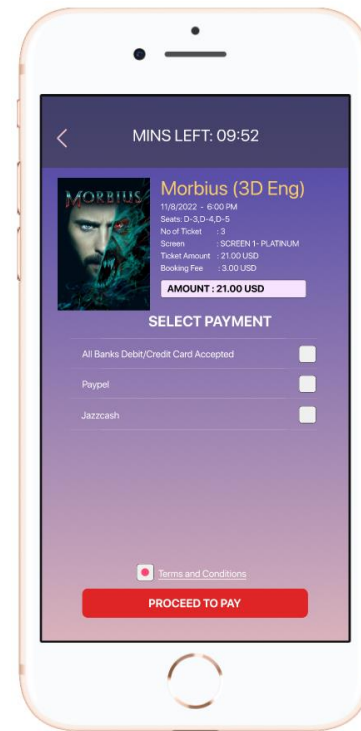 MINS LEFT: 09:52
MORBIUS
Morbius (3D Eng)
11/8/2022 - 6:00 PM
Seats: D-3,D-4,D-5
No of Ticket : 3
Screen : SCREEN 1- PLATINUM
Ticket Amount : 21.00 USD
Booking Fee : 3.00 USD
AMOUNT : 21.00 USD
SELECT PAYMENT
All Banks Debit/Credit Card Accepted
Paypel
Jazzcash
Terms and Conditions
PROCEED TO PAY